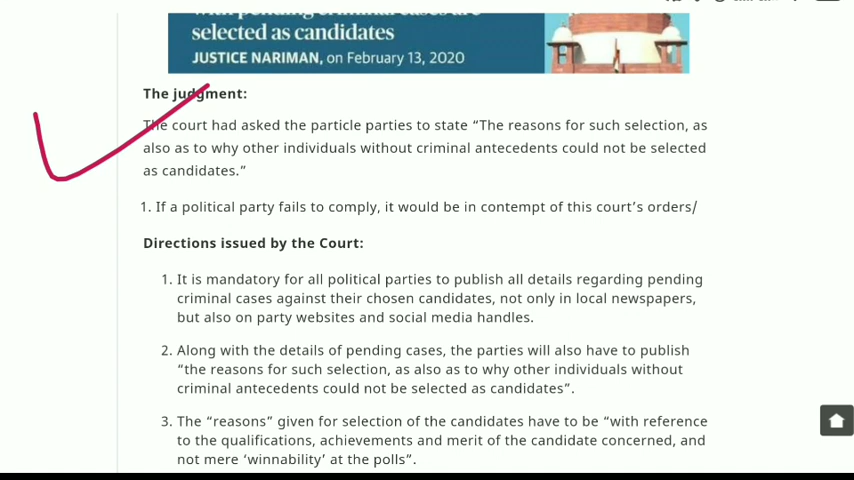 with pending criminal cases are
selected as candidates
JUSTICE NARIMAN, on February 13, 2020
The judgment:
The court had asked the particle parties to state “The reasons for such selection, as
also as to why other individuals without criminal antecedents could not be selected
as candidates.”
1. If a political party fails to comply, it would be in contempt of this court’s orders/
Directions issued by the Court:
1. It is mandatory for all political parties to publish all details regarding pending
criminal cases against their chosen candidates, not only in local newspapers,
but also on party websites and social media handles.
2. Along with the details of pending cases, the parties will also have to publish
“the reasons for such selection, as also as to why other individuals without
criminal antecedents could not be selected as candidates”.
3. The “reasons” given for selection of the candidates have to be “with reference
to the qualifications, achievements and merit of the candidate concerned, and
not mere ‘winnability’ at the polls”.